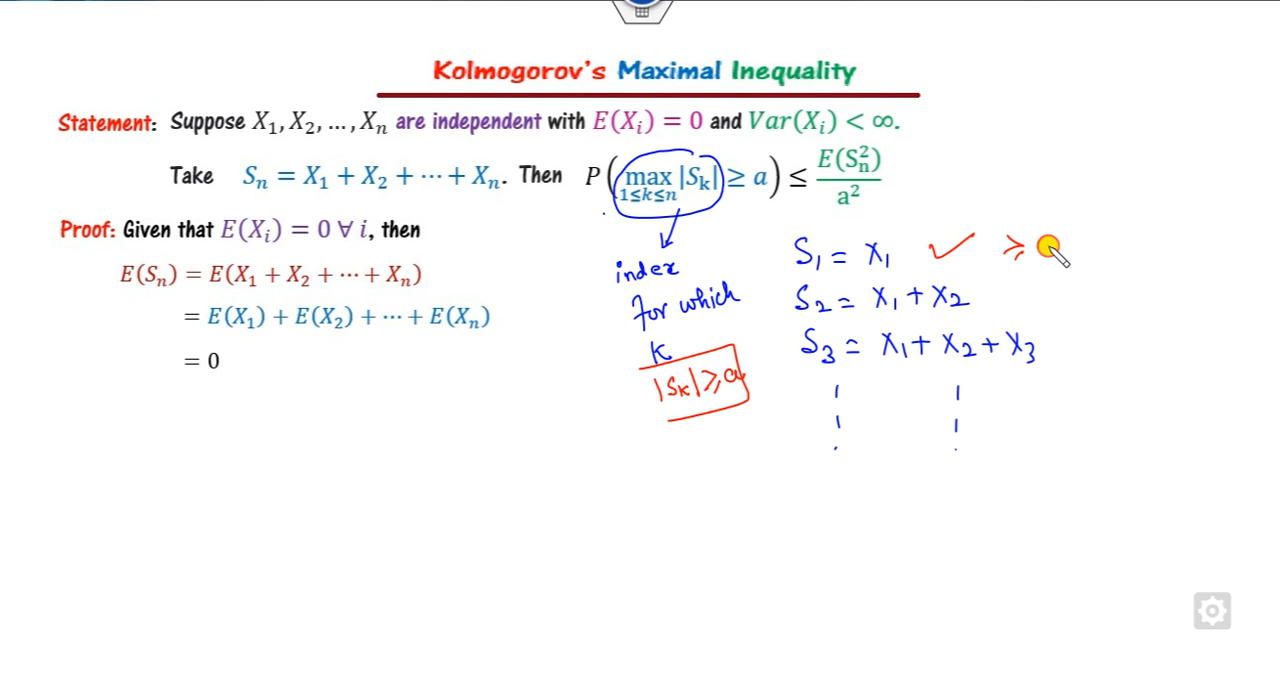 Kolmogorov's Maximal Inequality
Statement: Suppose X₁, X₂, …, Xₙ are independent with E(Xᵢ) = 0 and Var(Xᵢ) < ∞.
Take Sₙ = X₁ + X₂ + ⋯ + Xₙ. Then P(max_{1≤k≤n} |Sₖ| ≥ a) ≤ E(Sₙ²)/a²
Proof: Given that E(Xᵢ) = 0 ∀ i, then
E(Sₙ) = E(X₁ + X₂ + ⋯ + Xₙ)
= E(X₁) + E(X₂) + ⋯ + E(Xₙ)
= 0
index
for which
K
|Sₖ| ≥ a
S₁ = X₁ ✓ ≥
S₂ = X₁ + X₂
S₃ = X₁ + X₂ + X₃